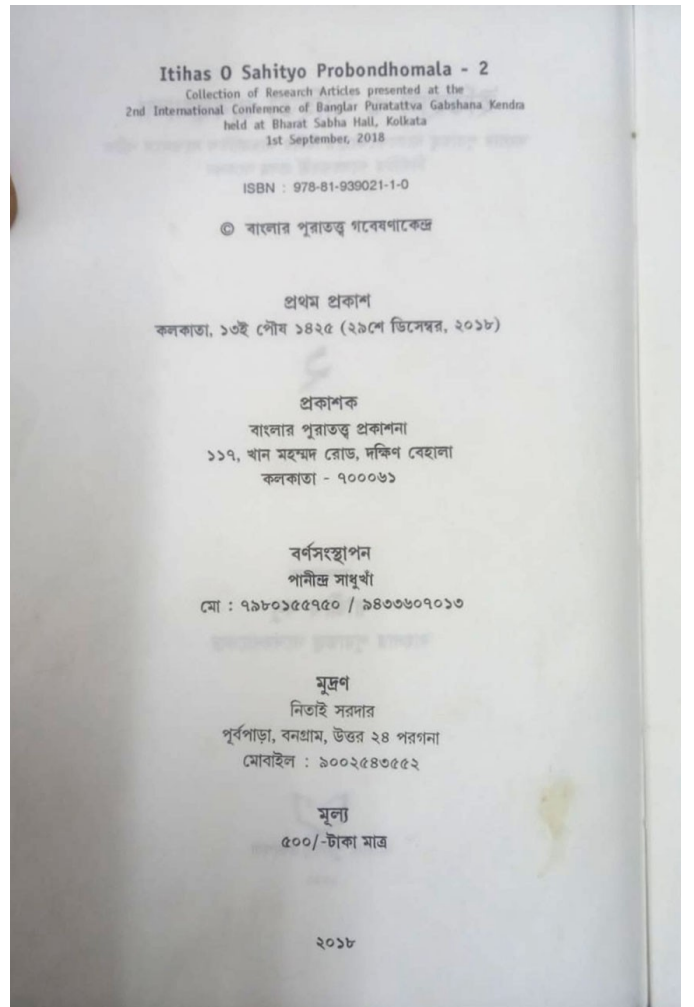 Itihas O Sahityo Probondhomala - 2
Collection of Research Articles presented at the
2nd International Conference of Banglar Puratattva Gabshana Kendra
held at Bharat Sabha Hall, Kolkata
1st September, 2018
ISBN : 978-81-939021-1-0
© বাংলার পুরাতত্ত্ব গবেষণাকেন্দ্র
প্রথম প্রকাশ
কলকাতা, ১৩ই পৌষ ১৪২৫ (২৯শে ডিসেম্বর, ২০১৮)
প্রকাশক
বাংলার পুরাতত্ত্ব প্রকাশনা
১১৭, খান মহম্মদ রোড, দক্ষিণ বেহালা
কলকাতা - ৭০০০৬১
বর্ণসংস্থাপন
পানীন্দ্র সাধুখাঁ
মো : ৭৯৮০১৫৫৭৫০ / ৯৪৩৩৬০৭০১৩
মুদ্রণ
নিতাই সরদার
পূর্বপাড়া, বনগ্রাম, উত্তর ২৪ পরগনা
মোবাইল : ৯০০২৫৪৩৫৫২
মূল্য
৫০০/-টাকা মাত্র
২০১৮